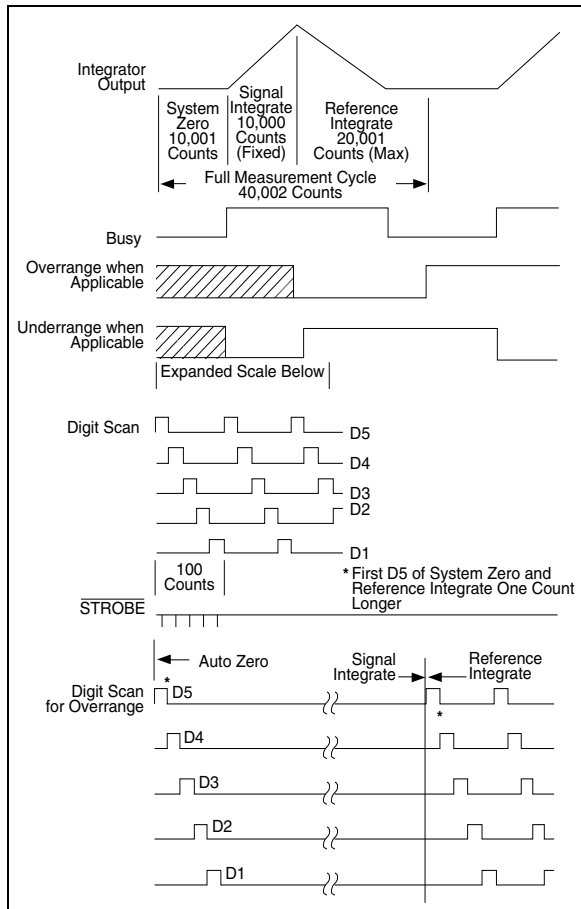 Integrator
Output
System
Zero
10,001
Counts
Signal
Integrate
10,000
Counts
(Fixed)
Reference
Integrate
20,001
Counts (Max)
Full Measurement Cycle
40,002 Counts
Busy
Overrange when
Applicable
Underrange when
Applicable
Expanded Scale Below
Digit Scan
D5
D4
D3
D2
D1
100
Counts
* First D5 of System Zero and
Reference Integrate One Count
Longer
STROBE
Auto Zero
Signal
Integrate
Reference
Integrate
Digit Scan
for Overrange
* D5
*
D4
D3
D2
D1